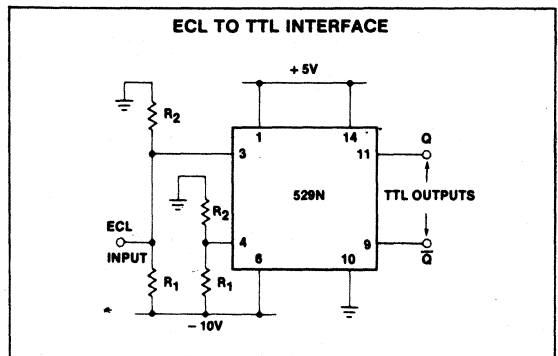 ECL TO TTL INTERFACE
+5V
R2
1
14
3
11
Q
529N
TTL OUTPUTS
R2
ECL
INPUT
4
9
Q̅
R1
R1
6
10
-10V